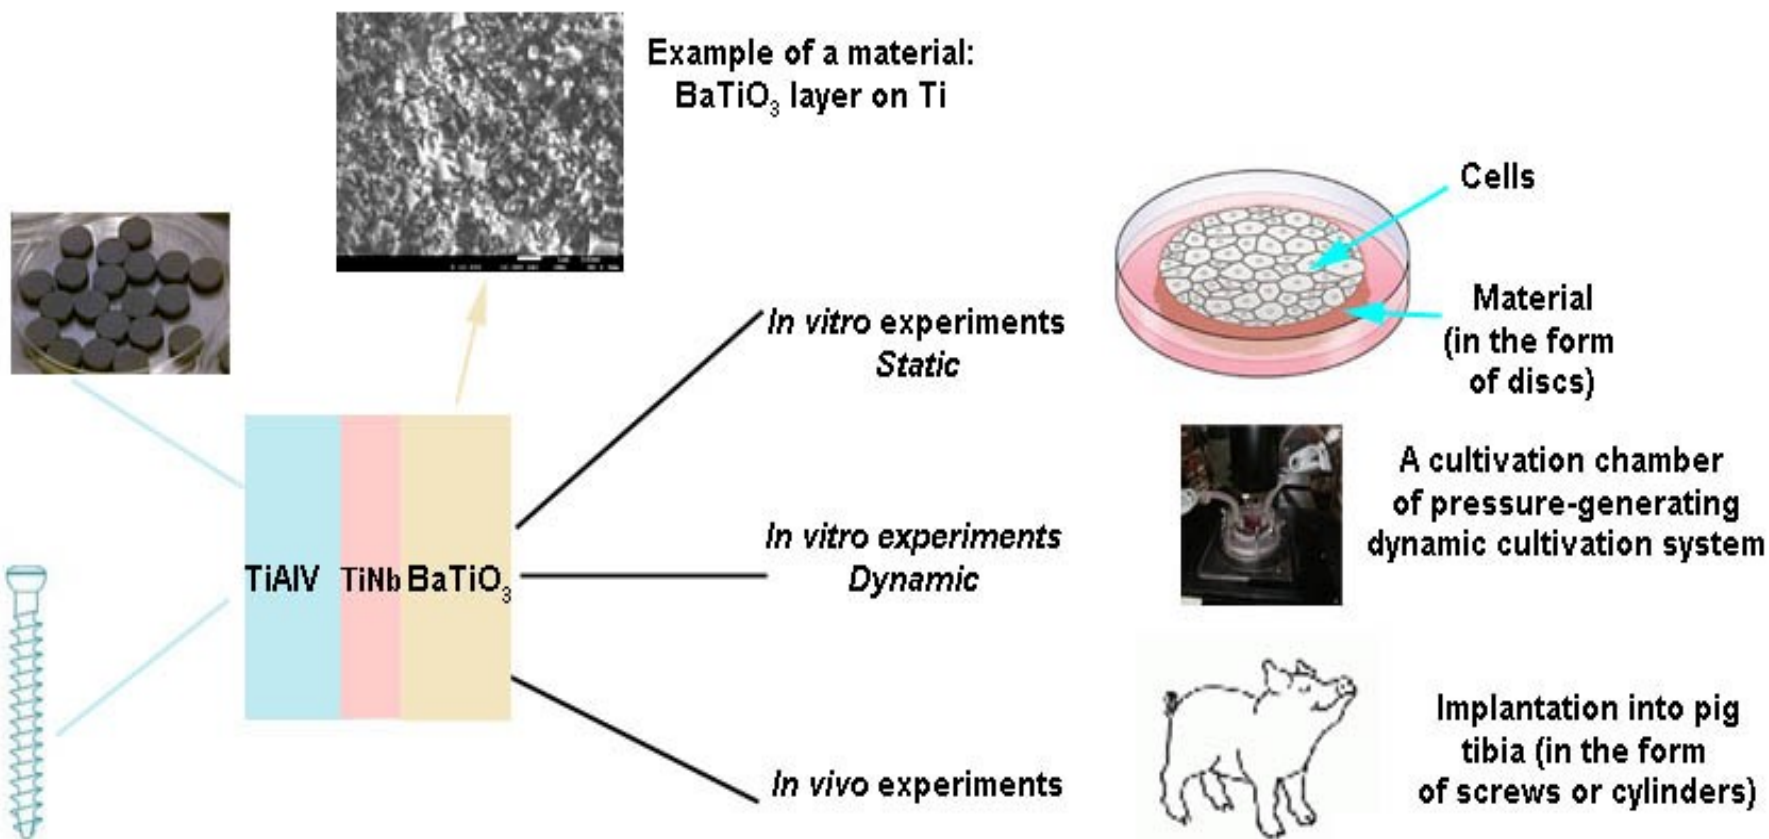 Example of a material:
BaTiO₃ layer on Ti
Cells
Material
(in the form
of discs)
In vitro experiments
Static
A cultivation chamber
of pressure-generating
dynamic cultivation system
In vitro experiments
Dynamic
TiAlV TiNb BaTiO₃
Implantation into pig
tibia (in the form
of screws or cylinders)
In vivo experiments